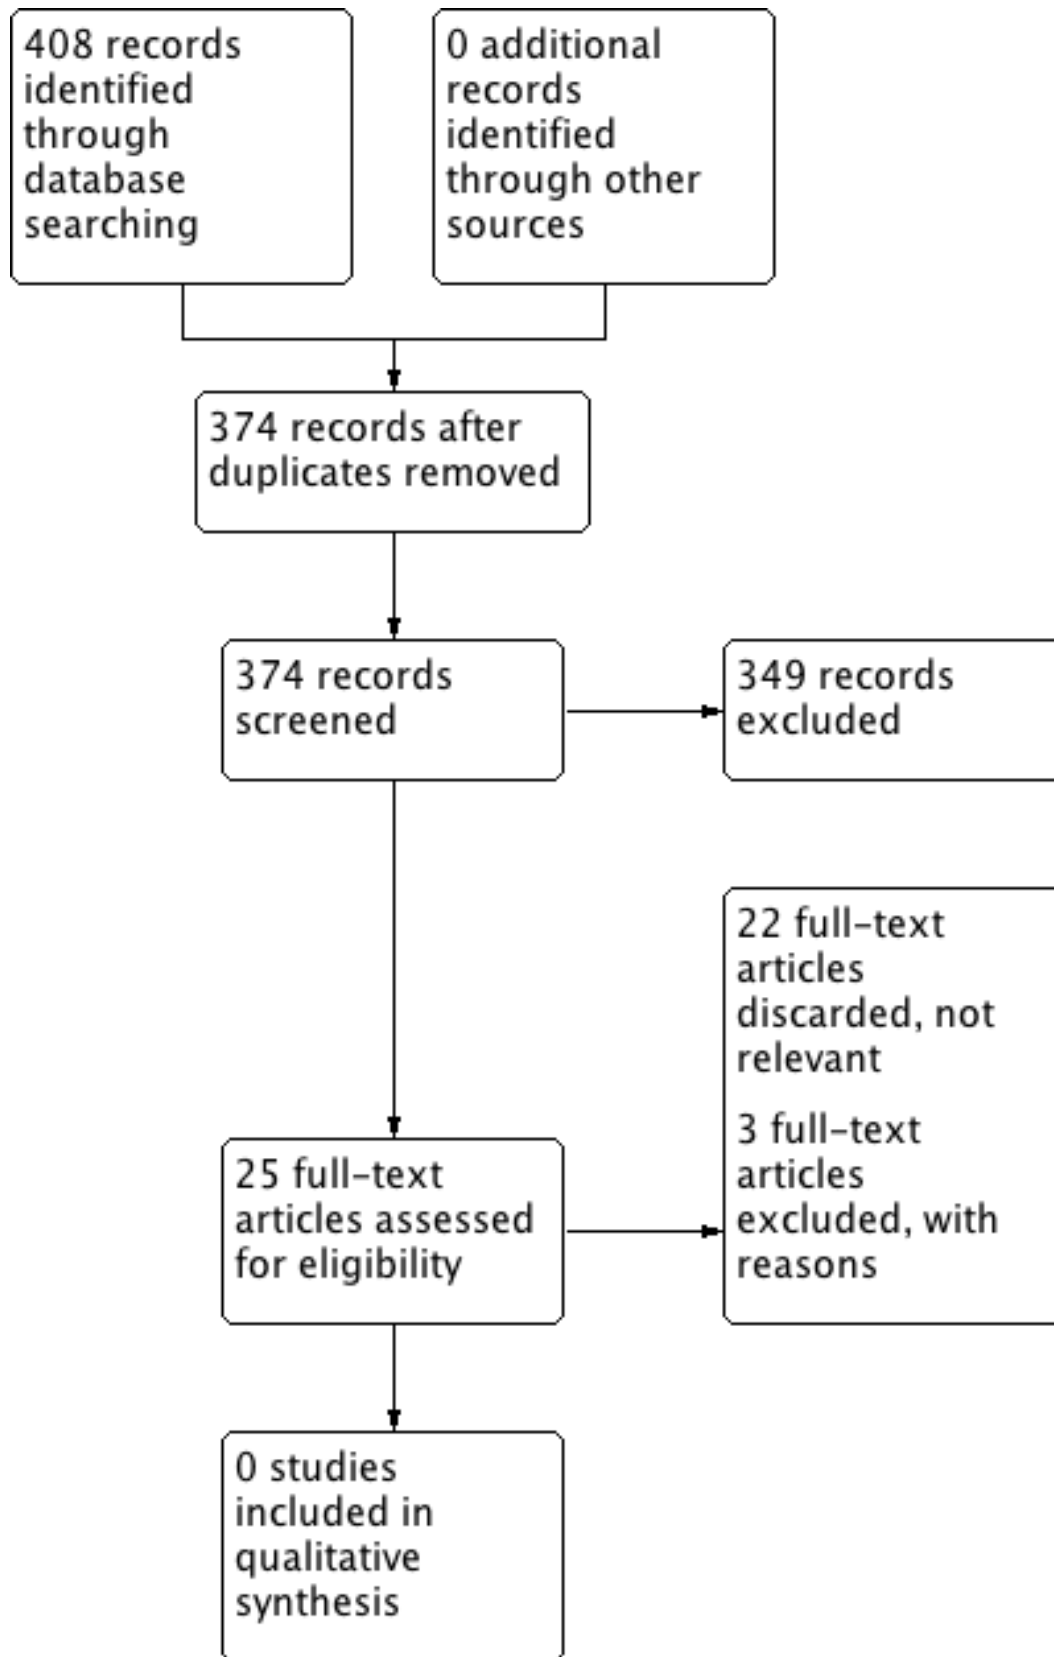 408 records
identified
through
database
searching
0 additional
records
identified
through other
sources
374 records after
duplicates removed
374 records
screened
349 records
excluded
22 full-text
articles
discarded, not
relevant
3 full-text
articles
excluded, with
reasons
25 full-text
articles assessed
for eligibility
0 studies
included in
qualitative
synthesis